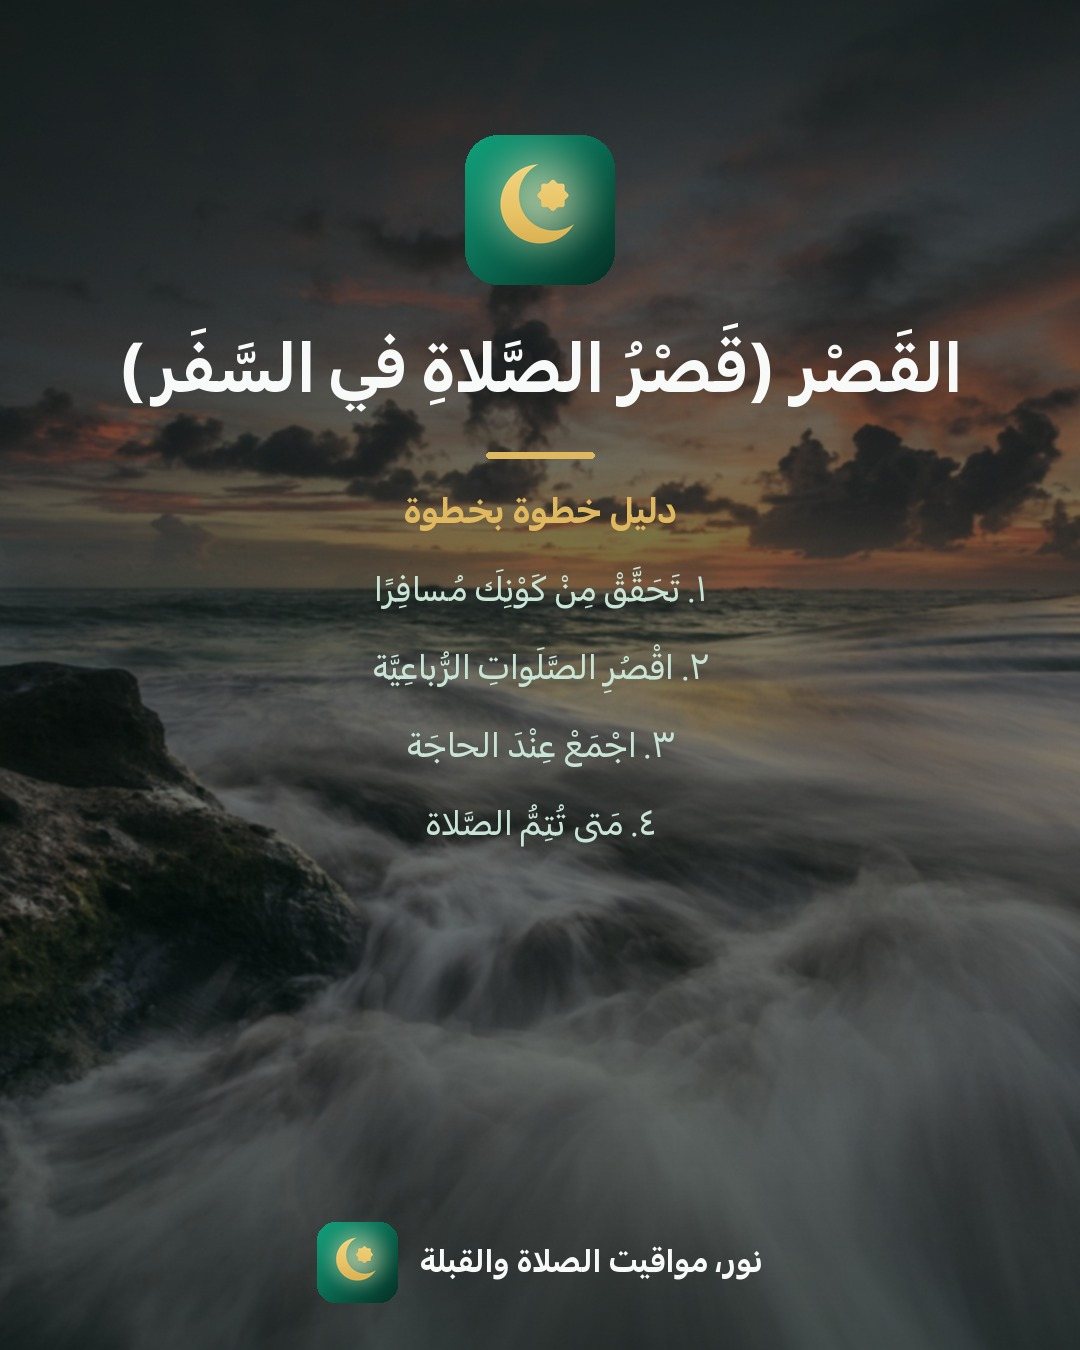 القَصْر (قَصْرُ الصَّلاةِ في السَّفَر)
دليل خطوة بخطوة
١. تَحَقَّقْ مِنْ كَوْنِكَ مُسافِرًا
٢. اقْصُرِ الصَّلَواتِ الرُّباعِيَّة
٣. اجْمَعْ عِنْدَ الحاجَة
٤. مَتى تُتِمُّ الصَّلاة
نور، مواقيت الصلاة والقبلة